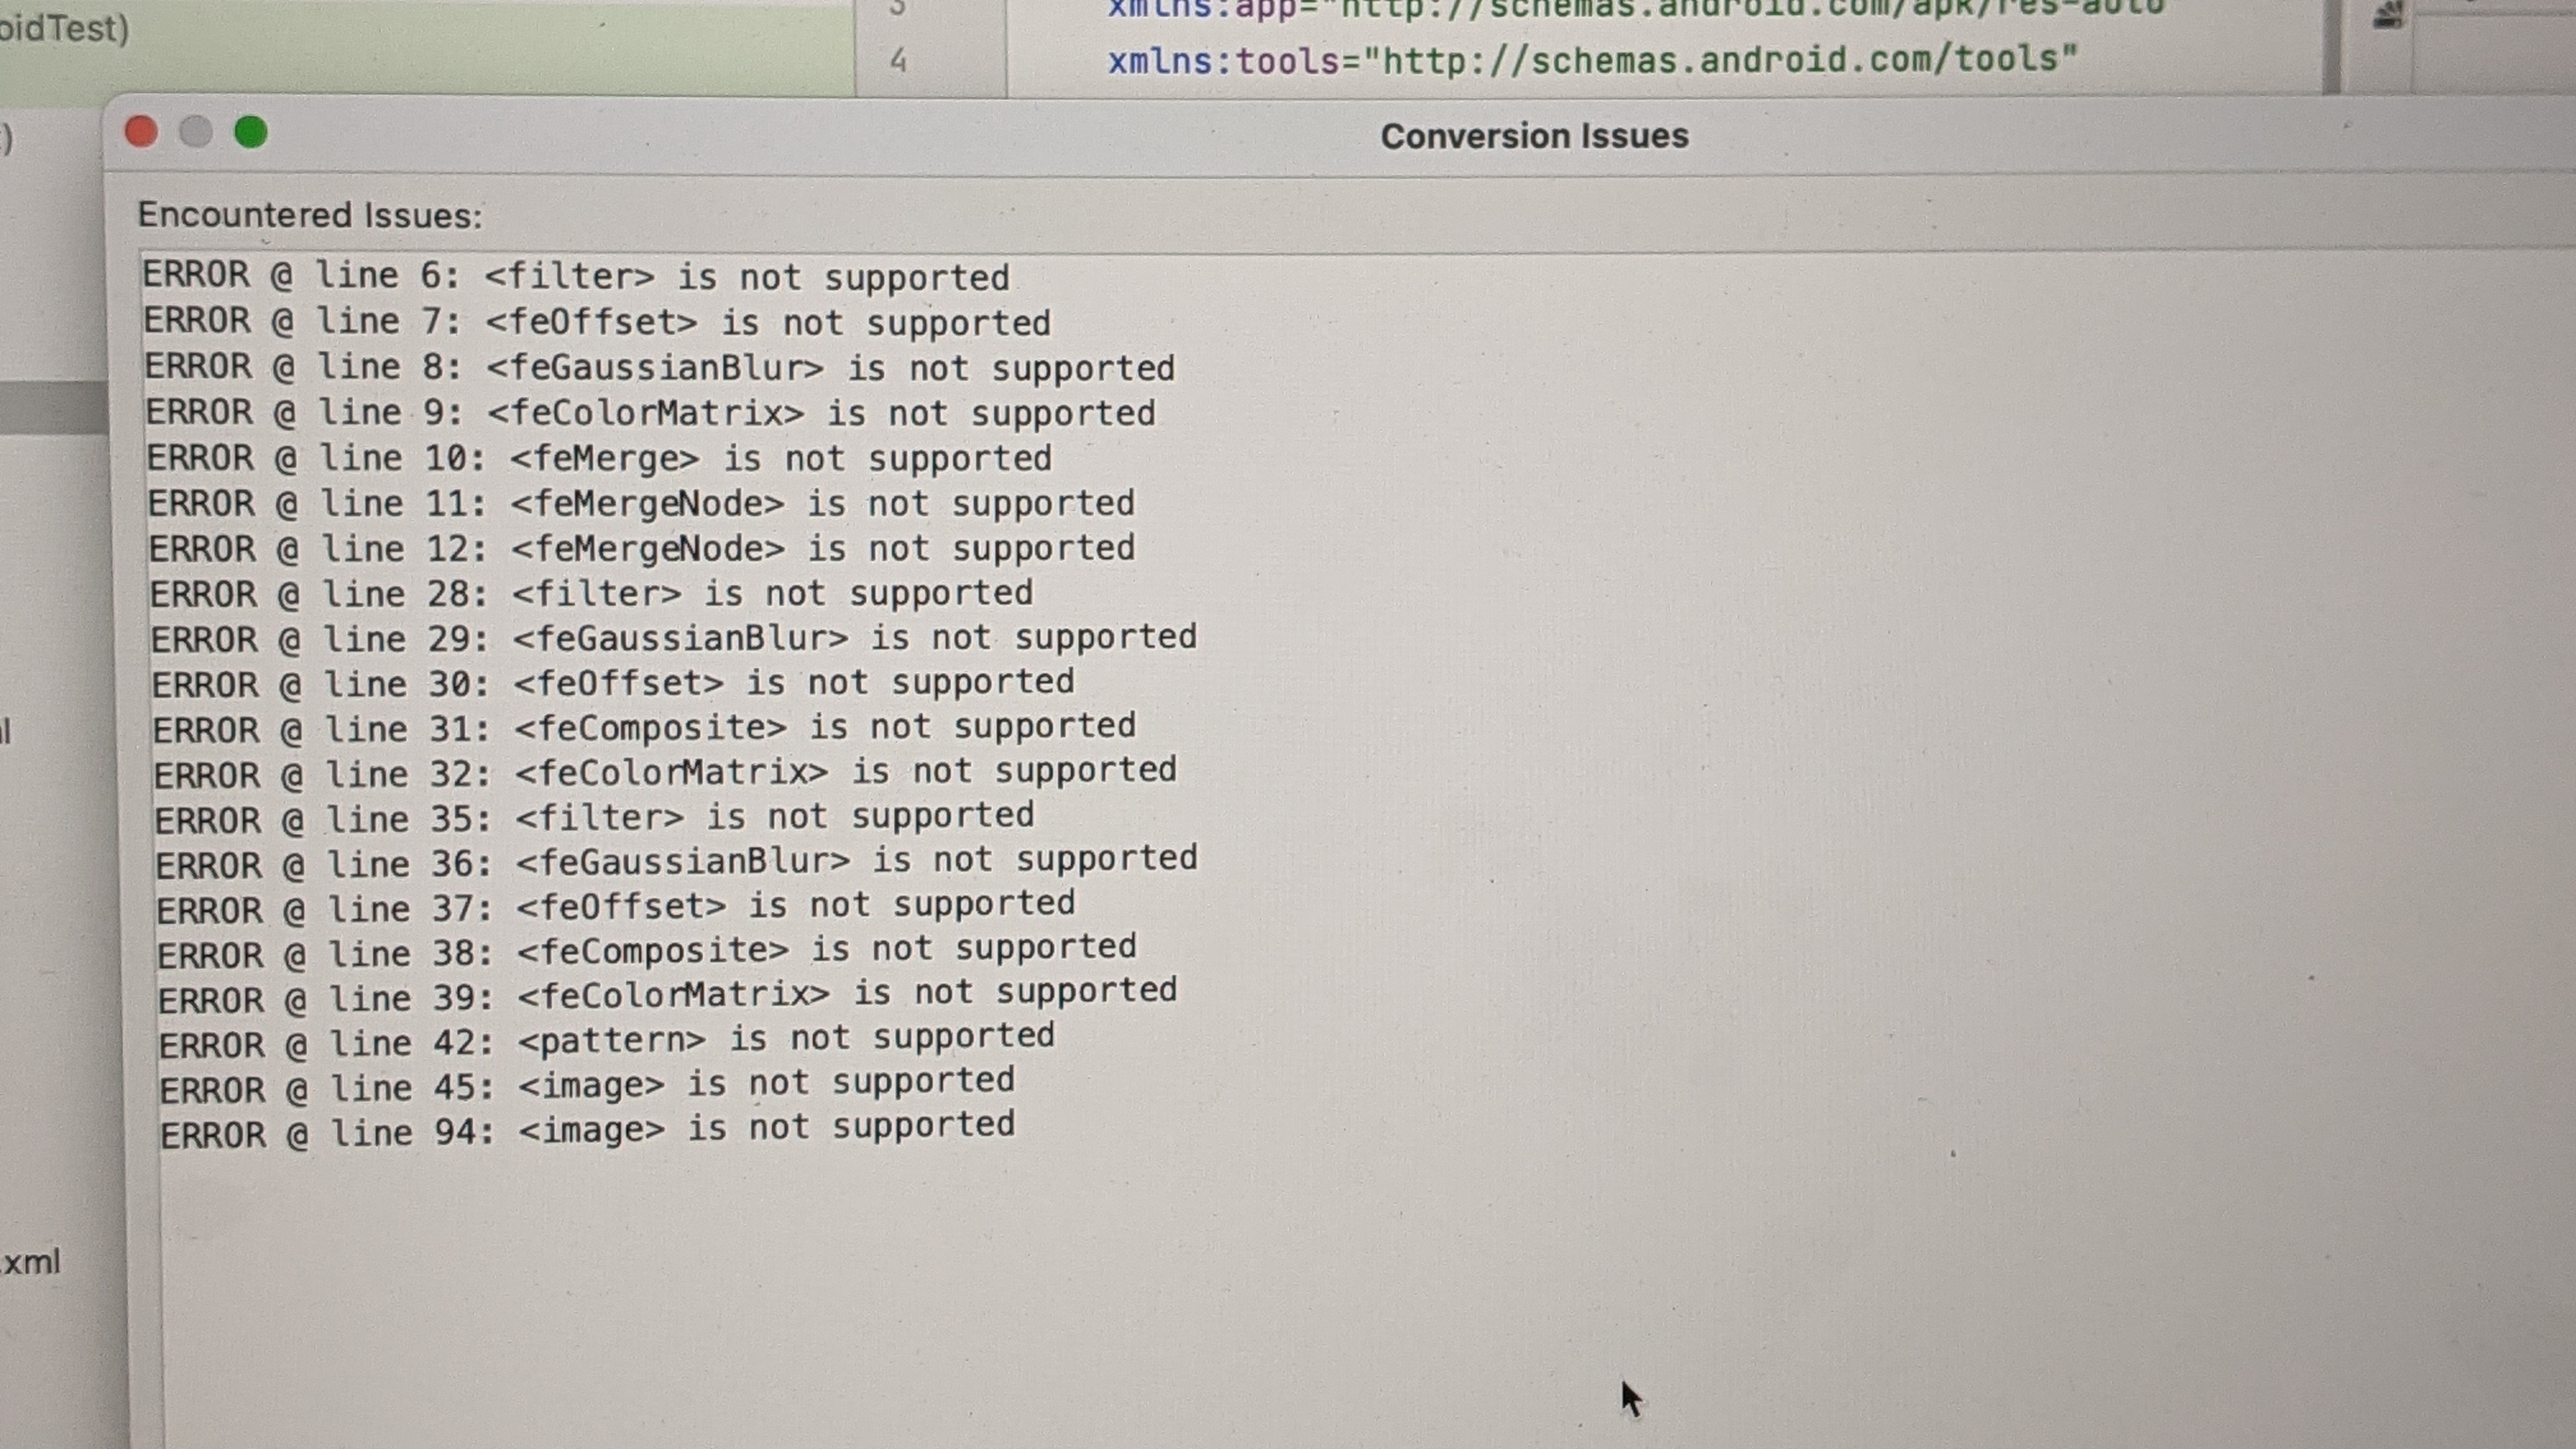 oidTest)
3 xmlns:app="http://schemas.android.com/apk/res-auto
4 xmlns:tools="http://schemas.android.com/tools"
Conversion Issues
Encountered Issues:
ERROR @ line 6: <filter> is not supported
ERROR @ line 7: <feOffset> is not supported
ERROR @ line 8: <feGaussianBlur> is not supported
ERROR @ line 9: <feColorMatrix> is not supported
ERROR @ line 10: <feMerge> is not supported
ERROR @ line 11: <feMergeNode> is not supported
ERROR @ line 12: <feMergeNode> is not supported
ERROR @ line 28: <filter> is not supported
ERROR @ line 29: <feGaussianBlur> is not supported
ERROR @ line 30: <feOffset> is not supported
ERROR @ line 31: <feComposite> is not supported
ERROR @ line 32: <feColorMatrix> is not supported
ERROR @ line 35: <filter> is not supported
ERROR @ line 36: <feGaussianBlur> is not supported
ERROR @ line 37: <feOffset> is not supported
ERROR @ line 38: <feComposite> is not supported
ERROR @ line 39: <feColorMatrix> is not supported
ERROR @ line 42: <pattern> is not supported
ERROR @ line 45: <image> is not supported
ERROR @ line 94: <image> is not supported
.xml